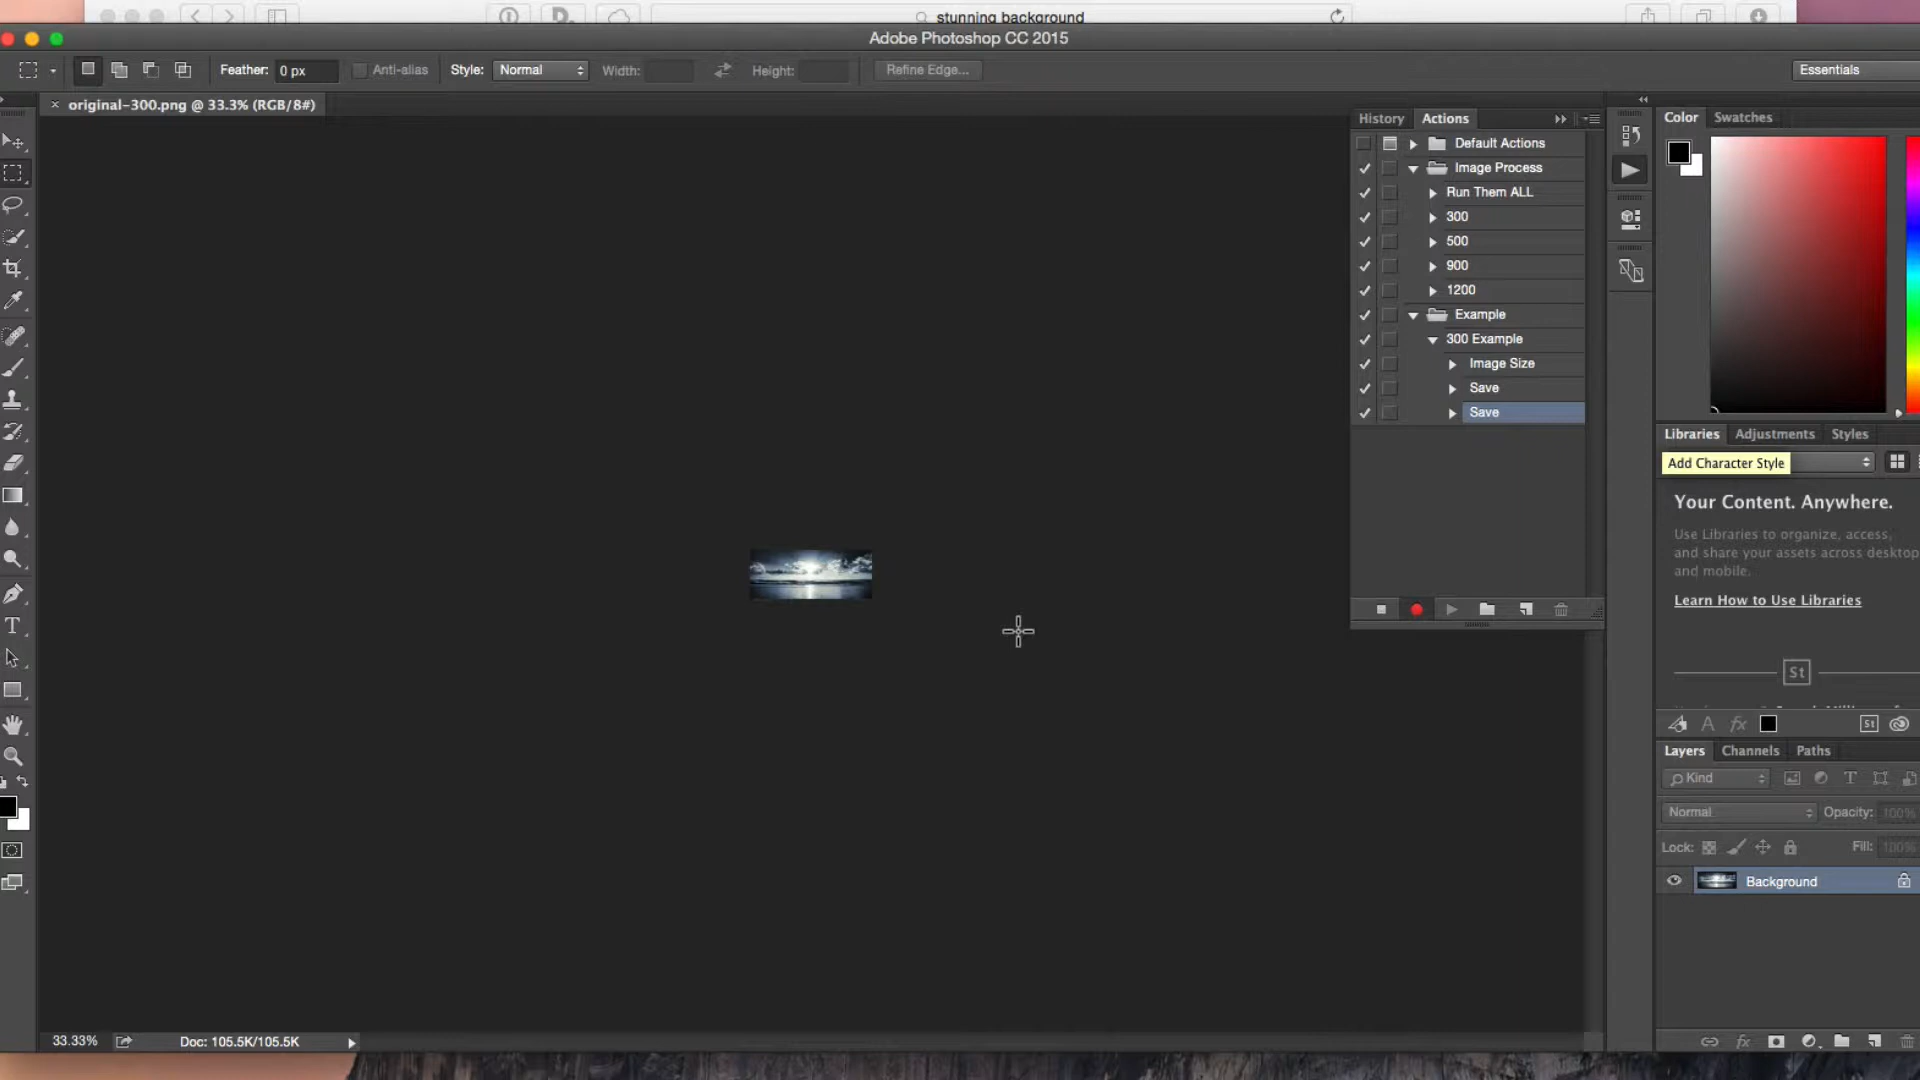 stunning background
Adobe Photoshop CC 2015
Feather: 0 px
Anti-alias
Style: Normal
Width:
Height:
Refine Edge...
Essentials
original-300.png @ 33.3% (RGB/8#)
History
Actions
Default Actions
Image Process
Run Them ALL
300
500
900
1200
Example
300 Example
Image Size
Save
Save
Color
Swatches
Libraries
Adjustments
Styles
Add Character Style
Your Content. Anywhere.
Use Libraries to organize, access,
and share your assets across desktop
and mobile.
Learn How to Use Libraries
St
St
Layers
Channels
Paths
Kind
Normal
Opacity: 100%
Lock:
Fill: 100%
Background
33.33%
Doc: 105.5K/105.5K